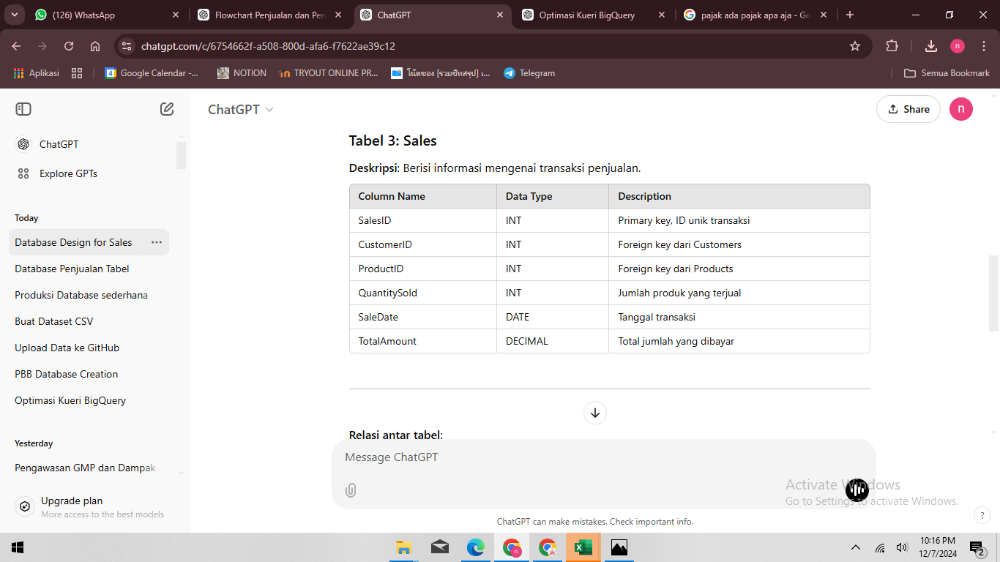 (126) WhatsApp
Flowchart Penjualan dan Pen
ChatGPT
Optimasi Kueri BigQuery
pajak ada pajak apa aja - Go
chatgpt.com/c/6754662f-a508-800d-afa6-f7622ae39c12
n
Aplikasi
4 Google Calendar -...
NOTION
TRYOUT ONLINE PR...
โน้ตของ [รวมชีทสรุป] เ...
Telegram
Semua Bookmark
ChatGPT
Share
n
ChatGPT
Explore GPTs
Today
Database Design for Sales
Database Penjualan Tabel
Produksi Database sederhana
Buat Dataset CSV
Upload Data ke GitHub
PBB Database Creation
Optimasi Kueri BigQuery
Yesterday
Pengawasan GMP dan Dampak
Upgrade plan
More access to the best models
Tabel 3: Sales
Deskripsi: Berisi informasi mengenai transaksi penjualan.
Column Name Data Type Description
SalesID INT Primary key, ID unik transaksi
CustomerID INT Foreign key dari Customers
ProductID INT Foreign key dari Products
QuantitySold INT Jumlah produk yang terjual
SaleDate DATE Tanggal transaksi
TotalAmount DECIMAL Total jumlah yang dibayar
Relasi antar tabel:
Message ChatGPT
Activate Windows
Go to Settings to activate Windows.
ChatGPT can make mistakes. Check important info.
?
10:16 PM
12/7/2024
2